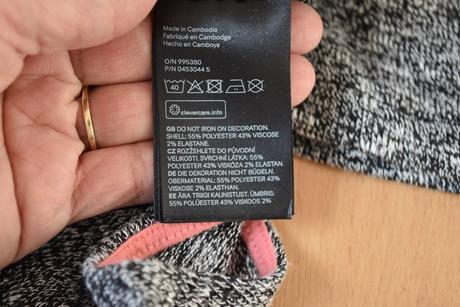 Made in Cambodia
Fabriqué en Cambodge
Hecho en Camboya
O/N 995380
P/N 0453044 5
40
clevercare.info
GB DO NOT IRON ON DECORATION.
SHELL: 55% POLYESTER 43% VISCOSE
2% ELASTANE.
CZ ROZŽEHLETE DO PŮVODNÍ
VELIKOSTI. SVRCHNÍ LÁTKA: 55%
POLYESTER 43% VISKÓZA 2% ELASTAN.
DE DIE DEKORATION NICHT BÜGELN.
OBERMATERIAL: 55% POLYESTER 43%
VISKOSE 2% ELASTHAN.
EE ÄRA TRIIGI KAUNISTUST. ÜMBRIS:
55% POLÜESTER 43% VISKOOS 2%